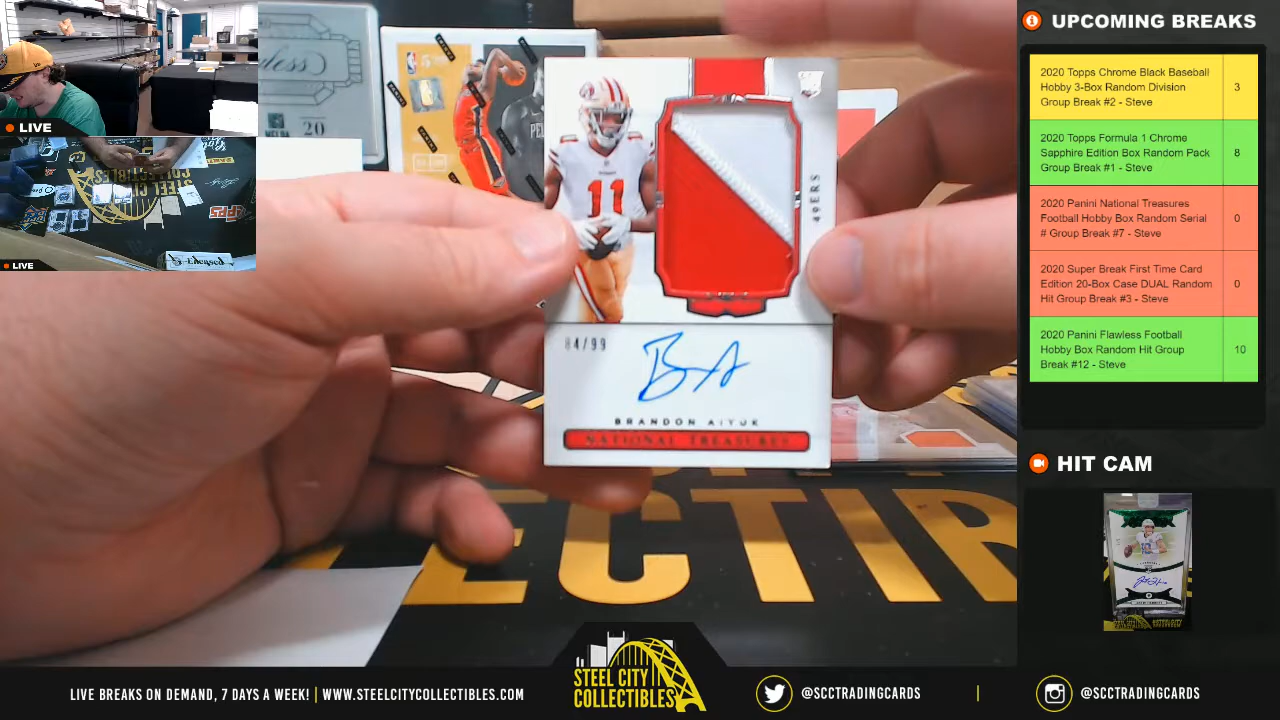 LIVE
LIVE
20
11
49ERS
84/99
BRANDON AIYUK
NATIONAL TREASURES
ECTIB
UPCOMING BREAKS
2020 Topps Chrome Black Baseball
Hobby 3-Box Random Division
Group Break #2 - Steve
3
2020 Topps Formula 1 Chrome
Sapphire Edition Box Random Pack
Group Break #1 - Steve
8
2020 Panini National Treasures
Football Hobby Box Random Serial
# Group Break #7 - Steve
0
2020 Super Break First Time Card
Edition 20-Box Case DUAL Random
Hit Group Break #3 - Steve
0
2020 Panini Flawless Football
Hobby Box Random Hit Group
Break #12 - Steve
10
HIT CAM
LIVE BREAKS ON DEMAND, 7 DAYS A WEEK! | WWW.STEELCITYCOLLECTIBLES.COM
STEEL CITY
COLLECTIBLES
@SCCTRADINGCARDS
@SCCTRADINGCARDS